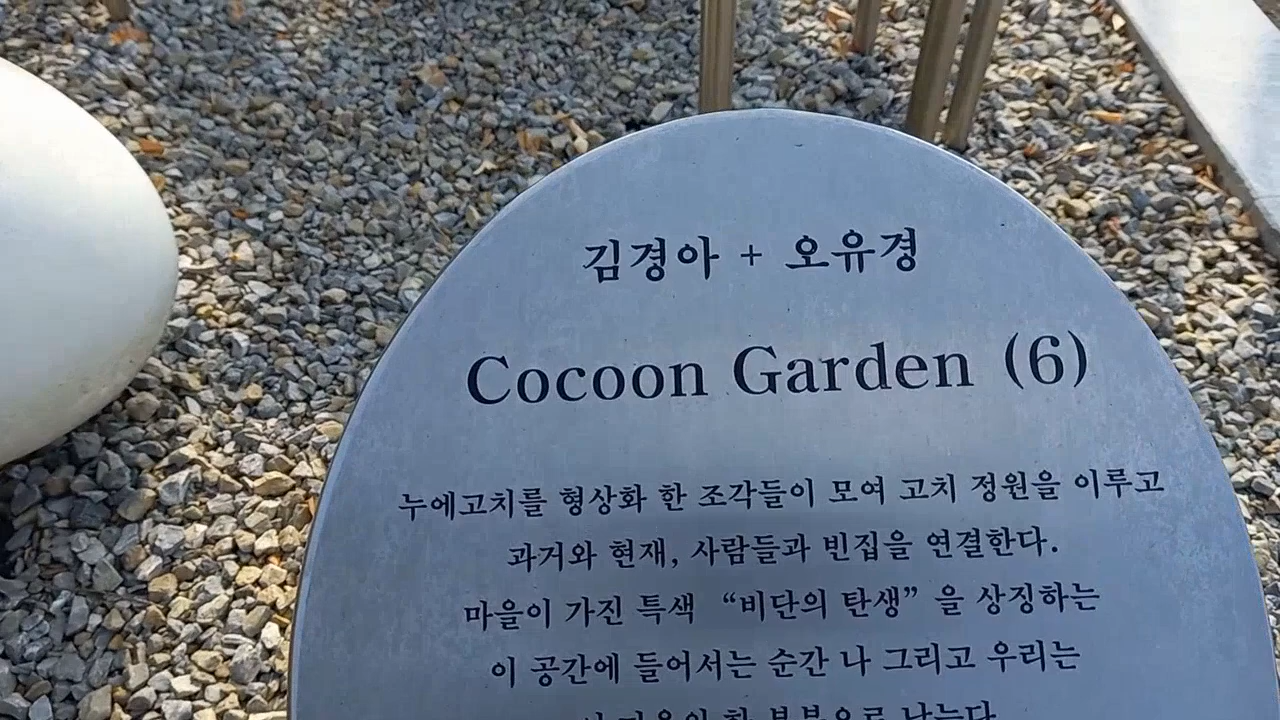 김경아 + 오유경
Cocoon Garden (6)
누에고치를 형상화 한 조각들이 모여 고치 정원을 이루고
과거와 현재, 사람들과 빈집을 연결한다.
마을이 가진 특색 “비단의 탄생” 을 상징하는
이 공간에 들어서는 순간 나 그리고 우리는